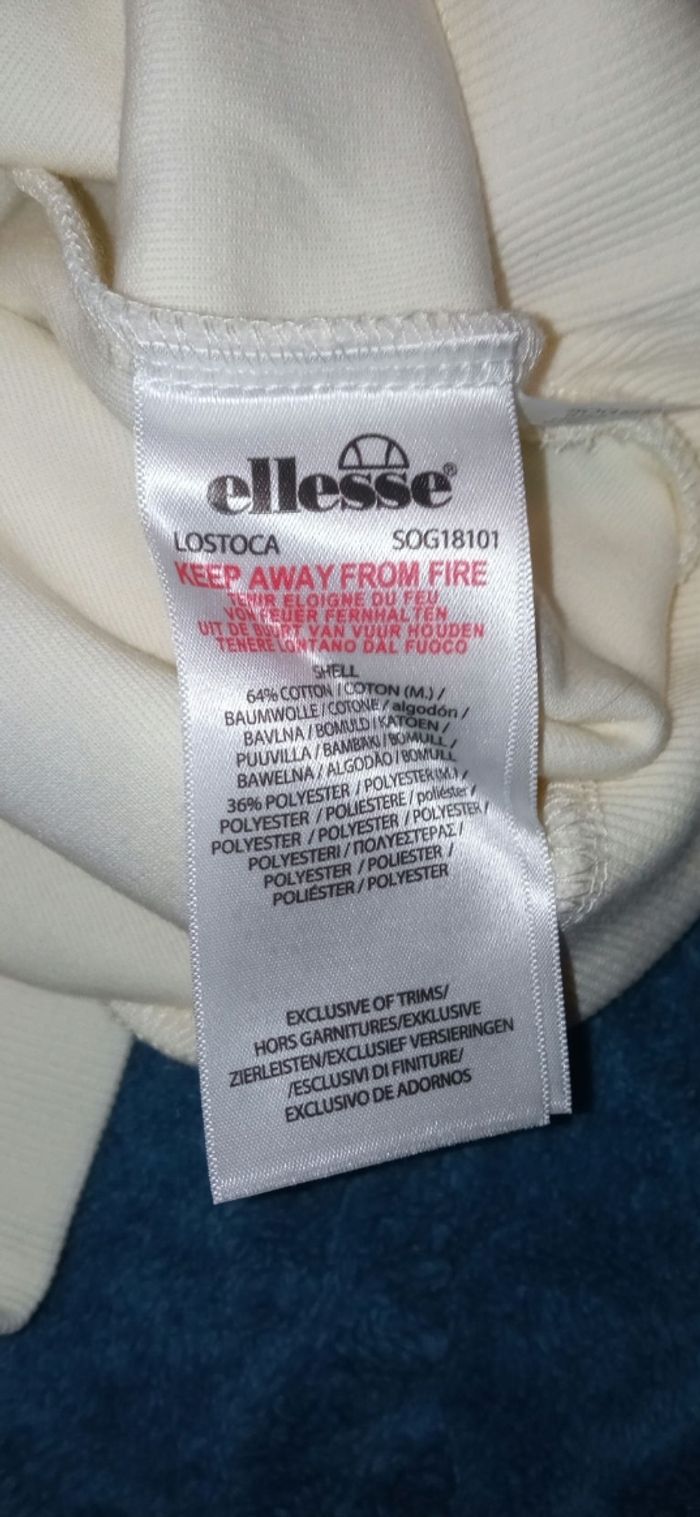 ellesse®
LOSTOCA SOG18101
KEEP AWAY FROM FIRE
TENIR ELOIGNE DU FEU
VON FEUER FERNHALTEN
UIT DE BUURT VAN VUUR HOUDEN
TENERE LONTANO DAL FUOCO
SHELL
64% COTTON / COTON (M.) /
BAUMWOLLE / COTONE / algodón /
BAVLNA / BOMULD / KATOEN /
PUUVILLA / BAMBAKI / BOMULL /
BAWELNA / ALGODÃO / BOMULL
36% POLYESTER / POLYESTER (M.) /
POLYESTER / POLIESTERE / poliéster /
POLYESTER / POLYESTER / POLYESTER /
POLYESTERI / ΠΟΛΥΕΣΤΕΡΑΣ /
POLYESTER / POLIESTER /
POLIÉSTER / POLYESTER
EXCLUSIVE OF TRIMS/
HORS GARNITURES/EXKLUSIVE
ZIERLEISTEN/EXCLUSIEF VERSIERINGEN
/ESCLUSIVI DI FINITURE/
EXCLUSIVO DE ADORNOS